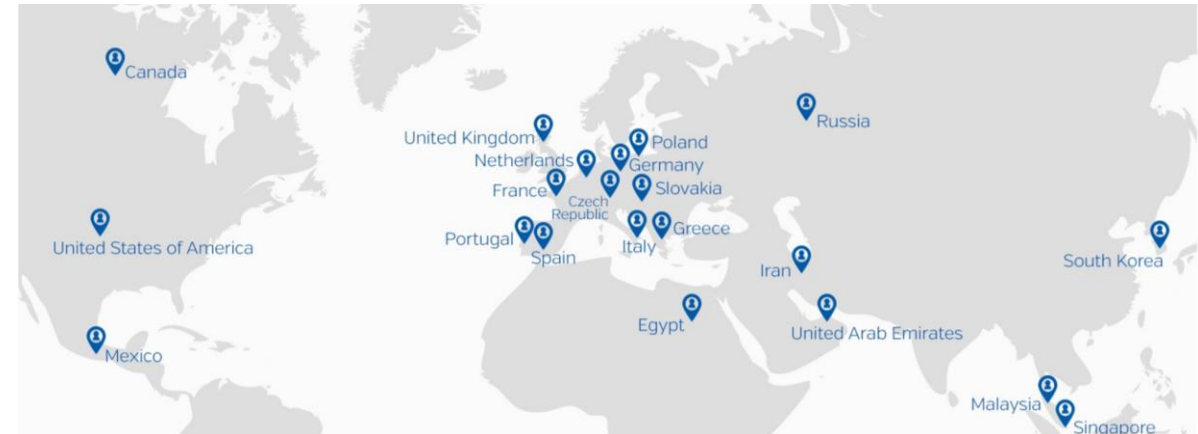 Canada
Russia
United Kingdom
Poland
Netherlands
Germany
France
Slovakia
Czech
Republic
Portugal
Greece
Italy
United States of America
Spain
South Korea
Iran
Egypt
United Arab Emirates
Mexico
Malaysia
Singapore